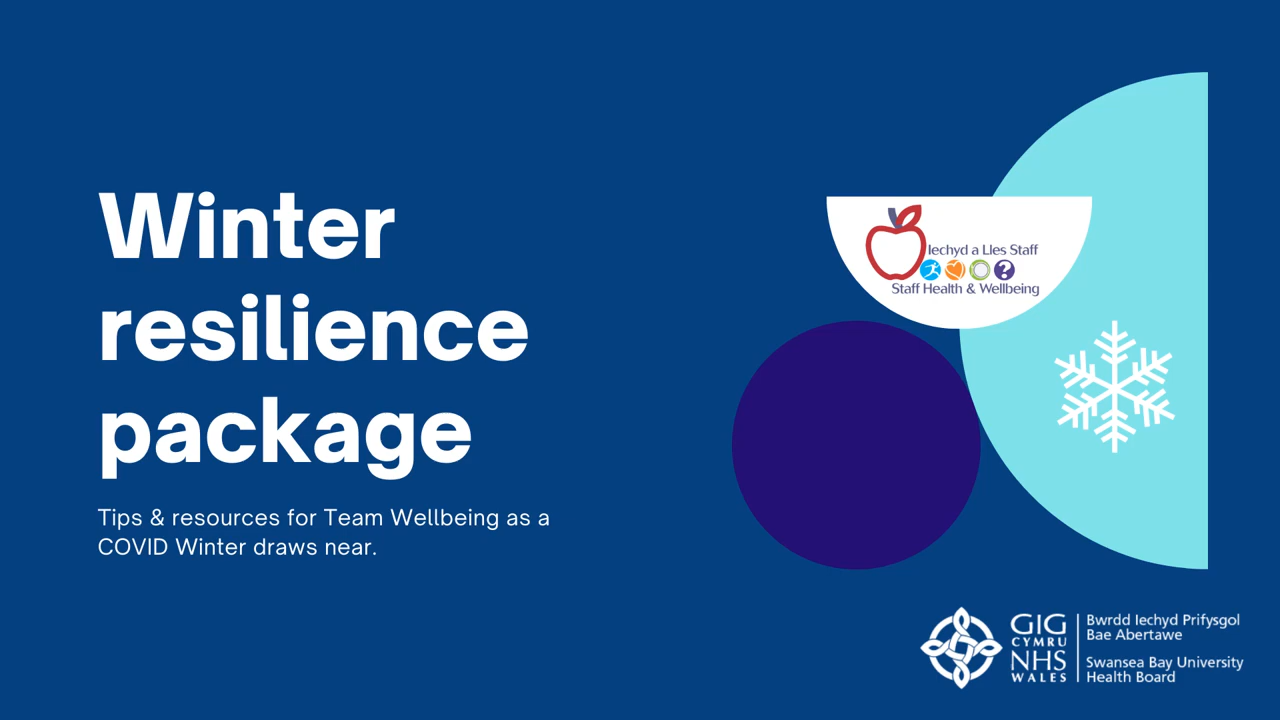 Winter
resilience
package
Tips & resources for Team Wellbeing as a
COVID Winter draws near.
Iechyd a Lles Staff
?
Staff Health & Wellbeing
GIG
CYMRU
NHS
WALES
Bwrdd Iechyd Prifysgol
Bae Abertawe
Swansea Bay University
Health Board